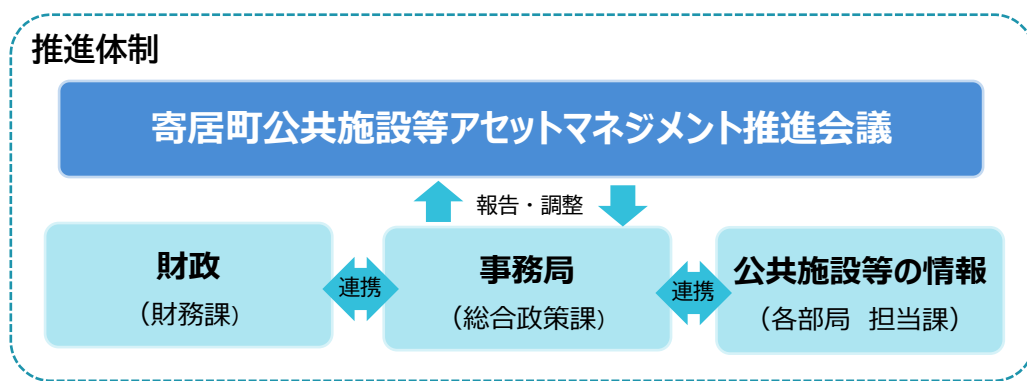 推進体制
寄居町公共施設等アセットマネジメント推進会議
報告・調整
財政
（財務課）
連携
事務局
（総合政策課）
連携
公共施設等の情報
（各部局　担当課）